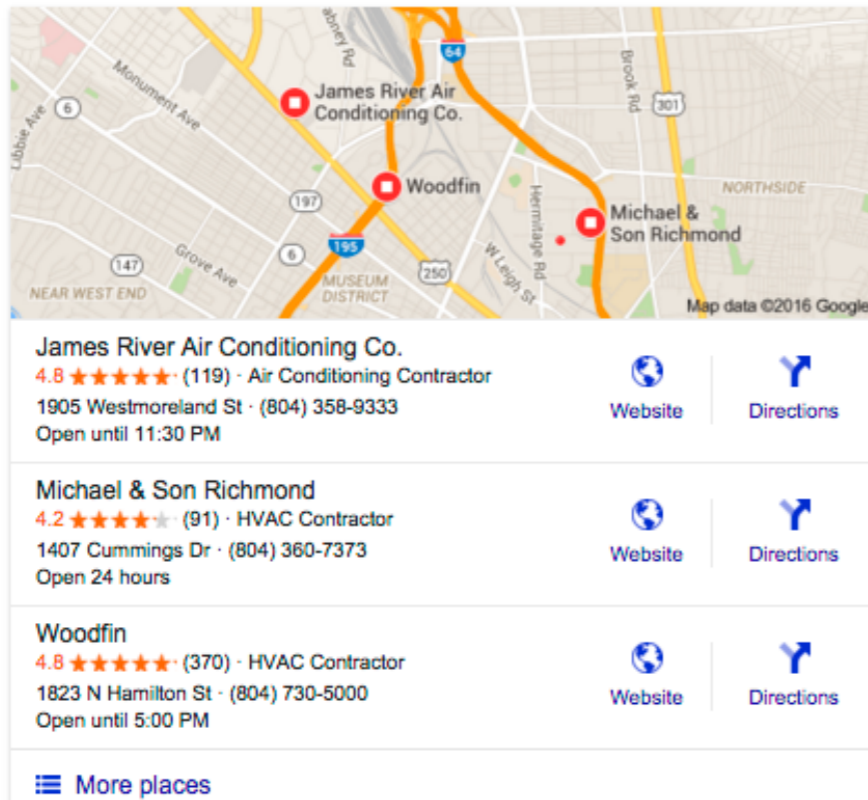 abney Rd
64
James River Air
Conditioning Co.
Monument Ave
6
Libbie Ave
Brook Rd
301
Woodfin
197
NORTHSIDE
Hermitage Rd
Michael &
Son Richmond
195
6
Grove Ave
147
250
W Leigh St
MUSEUM
DISTRICT
NEAR WEST END
Map data ©2016 Google
James River Air Conditioning Co.
4.8 (119) · Air Conditioning Contractor
1905 Westmoreland St · (804) 358-9333
Open until 11:30 PM
Website
Directions
Michael & Son Richmond
4.2 (91) · HVAC Contractor
1407 Cummings Dr · (804) 360-7373
Open 24 hours
Website
Directions
Woodfin
4.8 (370) · HVAC Contractor
1823 N Hamilton St · (804) 730-5000
Open until 5:00 PM
Website
Directions
More places